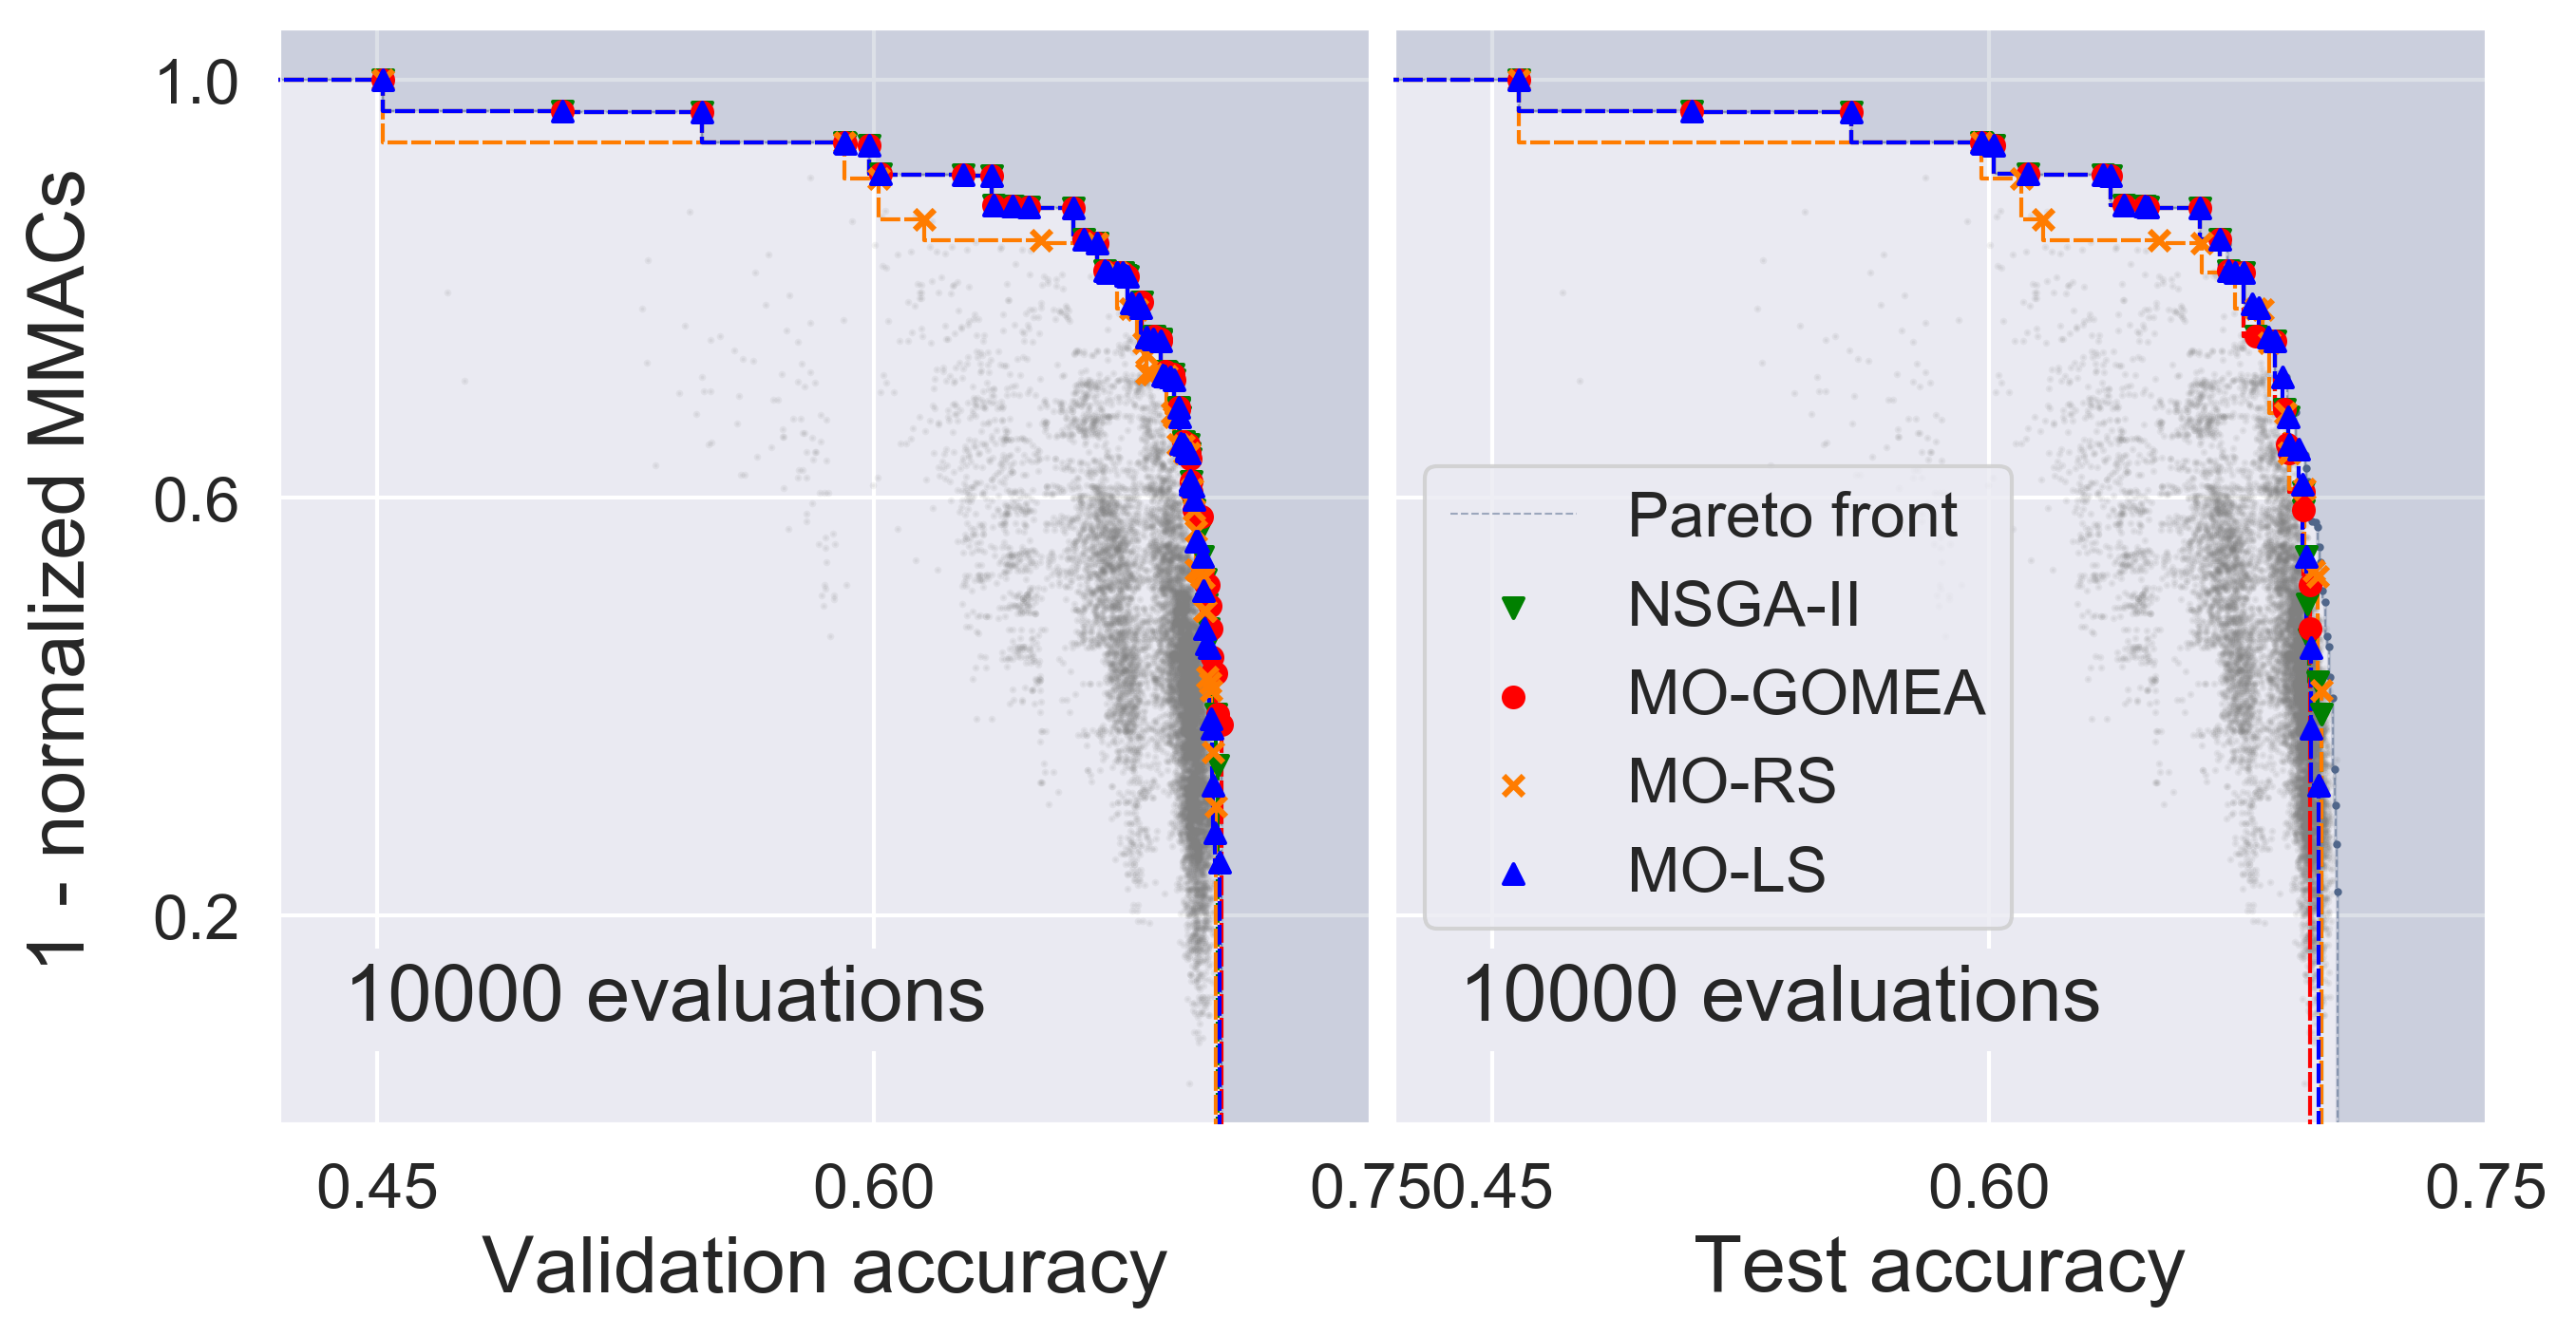 1 - normalized MMACs
1.0
0.6
0.2
10000 evaluations
0.45
0.60
0.75
Validation accuracy
Pareto front
NSGA-II
MO-GOMEA
MO-RS
MO-LS
10000 evaluations
0.45
0.60
0.75
Test accuracy